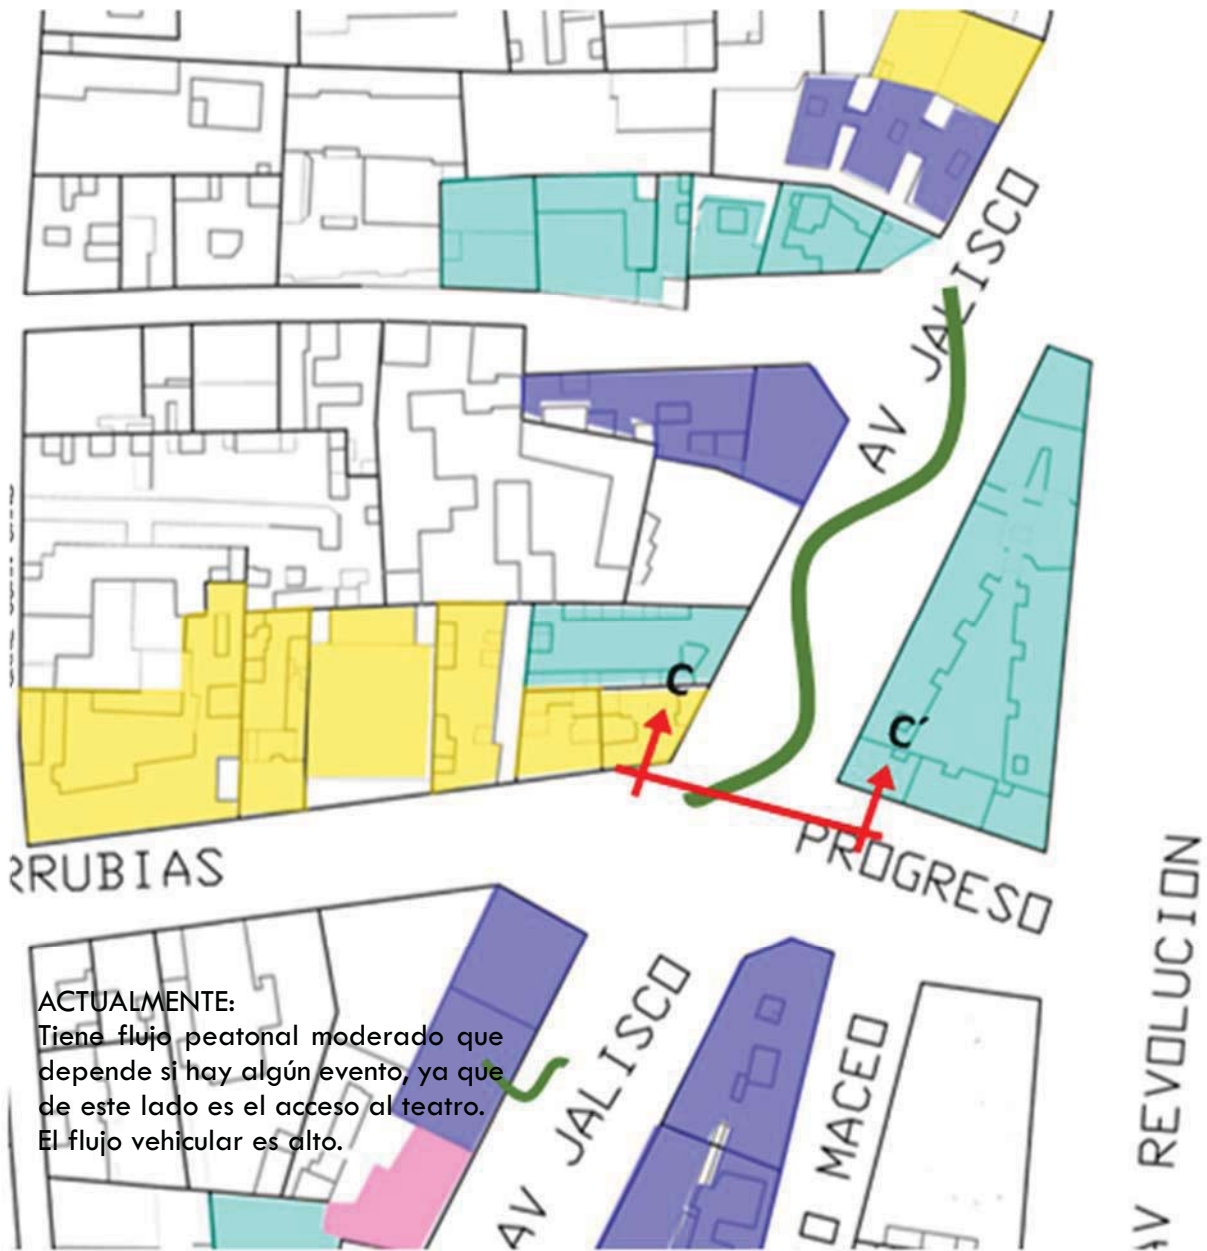 AV JALISCO
C
C´
PROGRESO
RRUBIAS
AV REVOLUCION
AV JALISCO
O MACEO
ACTUALMENTE:
Tiene flujo peatonal moderado que
depende si hay algún evento, ya que
de este lado es el acceso al teatro.
El flujo vehicular es alto.